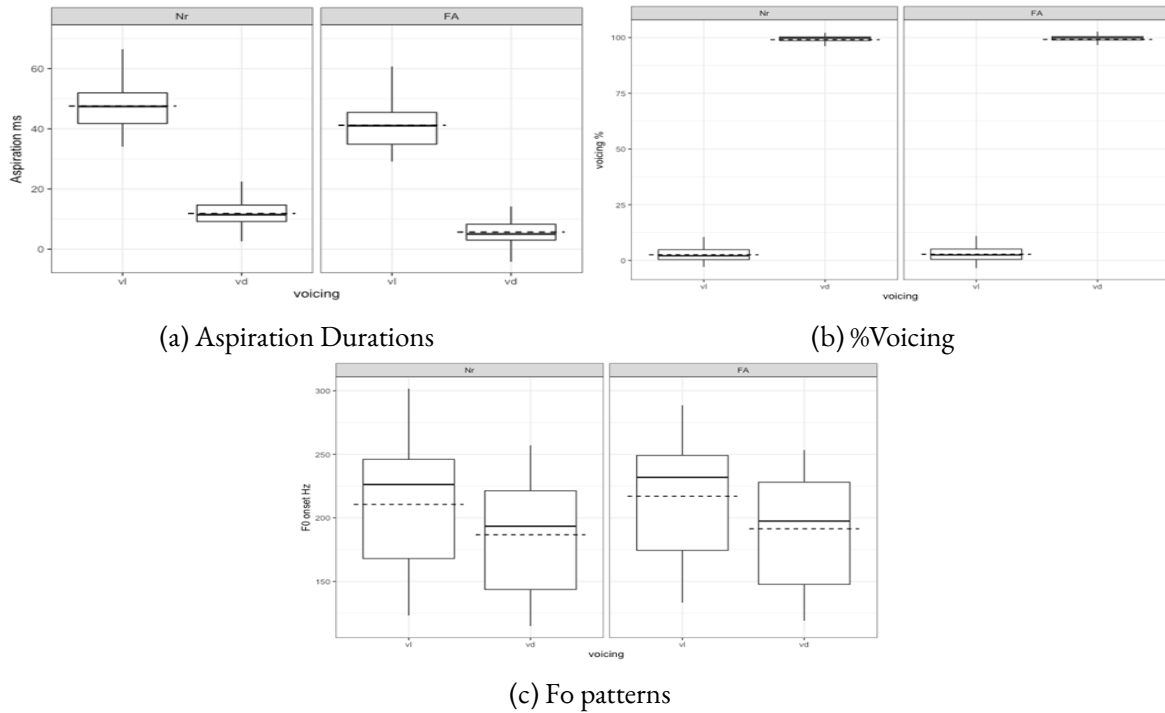 Nr FA
Aspiration ms
60
40
20
0
vl vd vl vd
voicing
(a) Aspiration Durations
Nr FA
voicing %
100
75
50
25
0
vl vd vl vd
voicing
(b) %Voicing
Nr FA
F0 onset Hz
300
250
200
150
vl vd vl vd
voicing
(c) Fo patterns